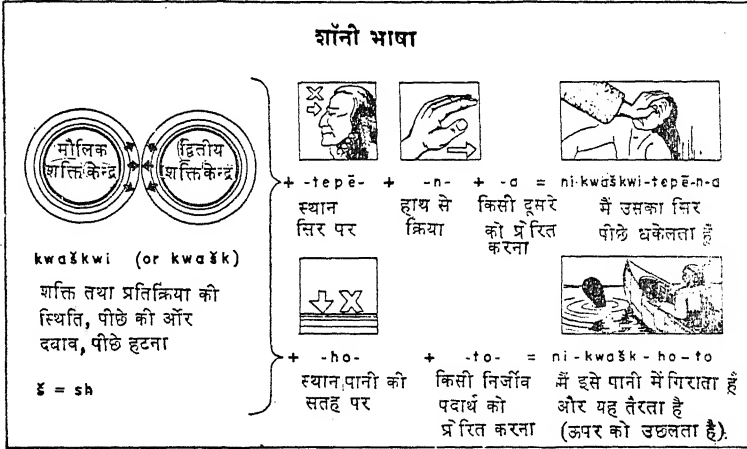 शॉनी भाषा
X
मौलिक
शक्ति केन्द्र
द्वितीय
शक्ति केन्द्र
kwaškwi (or kwašk)
शक्ति तथा प्रतिक्रिया की
स्थिति, पीछे की ओर
दबाव, पीछे हटना
š = sh
+ -tepē- + -n- + -a = ni-kwaškwi-tepē-n-a
स्थान
सिर पर
हाथ से
क्रिया
किसी दूसरे
को प्रेरित
करना
मैं उसका सिर
पीछे धकेलता हूँ
X
+ -ho- + -to- = ni-kwašk-ho-to
स्थान पानी की
सतह पर
किसी निर्जीव
पदार्थ को
प्रेरित करना
मैं इसे पानी में गिराता हूँ
और यह तैरता है
(ऊपर को उछलता है).